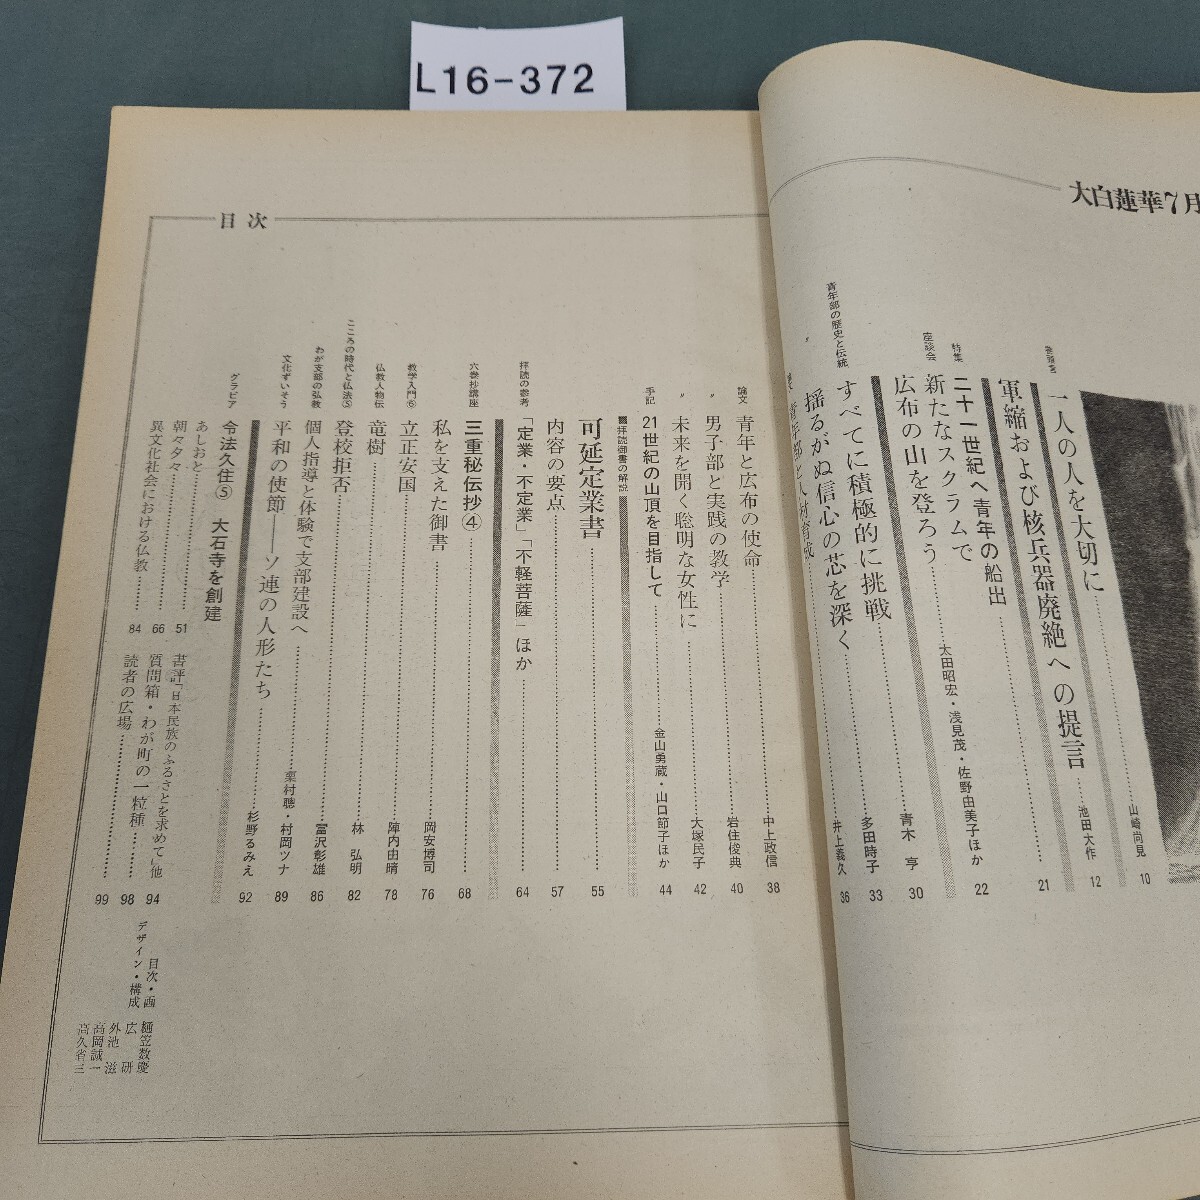 L16-372
大白蓮華7月
目次
巻頭言
一人の人を大切に 山崎尚見 10
軍縮および核兵器廃絶への提言 池田大作 12
特集 二十一世紀へ青年の船出 21
座談会 新たなスクラムで広布の山を登ろう 太田昭宏・浅見茂・佐野由美子ほか 22
青木亨 30
青年部の歴史と伝統 すべてに積極的に挑戦 多田時子 33
〃 揺るがぬ信心の芯を深く 井上義久 36
論文 青年と広布の使命 中上政信 38
〃 男子部と実践の教学 岩住俊典 40
〃 未来を開く聡明な女性に 大塚民子 42
手記 21世紀の山頂を目指して 金山勇蔵・山口節子ほか 44
■拝読御書の解説
可延定業書 55
内容の要点 57
拝読の参考 「定業・不定業」「不軽菩薩」ほか 64
六巻抄講座 三重秘伝抄④ 68
私を支えた御書 岡安博司 76
教学入門⑥ 立正安国 陣内由晴 78
仏教人物伝 竜樹 林弘明 82
こころの時代と仏法⑤ 登校拒否 冨沢彰雄 86
わが支部の弘教 個人指導と体験で支部建設へ 栗村聰・村岡ツナ 89
文化ずいそう 平和の使節――ソ連の人形たち 杉野るみえ 92
グラビア 令法久住⑤ 大石寺を創建
あしおと 51
朝々夕々 66
異文化社会における仏教 84
書評「日本民族のふるさとを求めて」他 94
質問箱・わが町の一粒種 98
読者の広場 99
目次・画
デザイン・構成
樋笠数慶
広研
外池滋
高岡誠一
高久省三